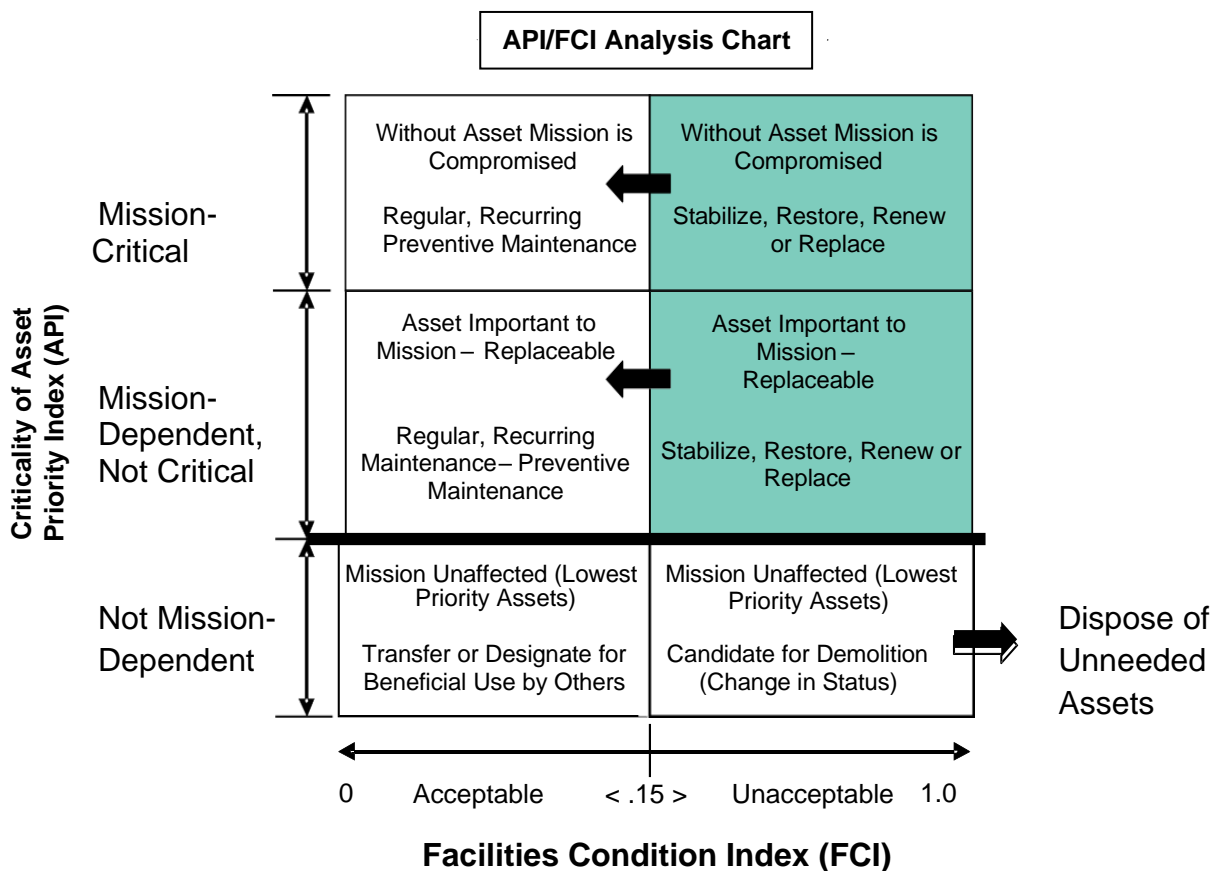 API/FCI Analysis Chart
Criticality of Asset
Priority Index (API)
Mission-
Critical
Without Asset Mission is
Compromised
Regular, Recurring
Preventive Maintenance
Without Asset Mission is
Compromised
Stabilize, Restore, Renew
or Replace
Mission-
Dependent,
Not Critical
Asset Important to
Mission – Replaceable
Regular, Recurring
Maintenance – Preventive
Maintenance
Asset Important to
Mission –
Replaceable
Stabilize, Restore, Renew or
Replace
Not Mission-
Dependent
Mission Unaffected (Lowest
Priority Assets)
Transfer or Designate for
Beneficial Use by Others
Mission Unaffected (Lowest
Priority Assets)
Candidate for Demolition
(Change in Status)
Dispose of
Unneeded
Assets
0 Acceptable < .15 > Unacceptable 1.0
Facilities Condition Index (FCI)